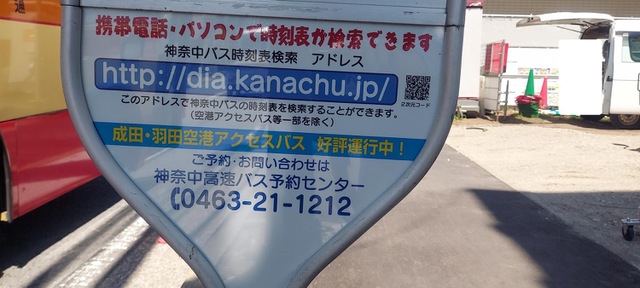 通
携帯電話・パソコンで時刻表が検索できます
神奈中バス時刻表検索 アドレス
http://dia.kanachu.jp/
2次元コード
このアドレスで神奈中バスの時刻表を検索することができます。
(空港アクセスバス等一部を除く)
成田・羽田空港アクセスバス 好評運行中!
ご予約・お問い合わせは
神奈中高速バス予約センター
0463-21-1212